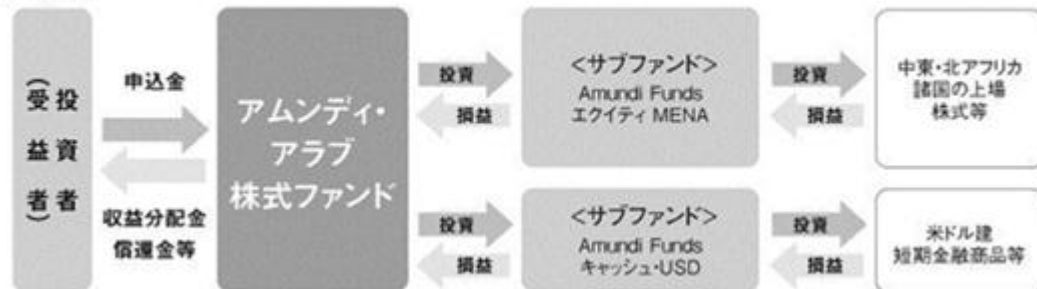 投資者
(受益者)
申込金
収益分配金
償還金等
アムンディ・
アラブ
株式ファンド
投資
損益
<サブファンド>
Amundi Funds
エクイティ MENA
投資
損益
中東・北アフリカ
諸国の上場
株式等
投資
損益
<サブファンド>
Amundi Funds
キャッシュ・USD
投資
損益
米ドル建
短期金融商品等